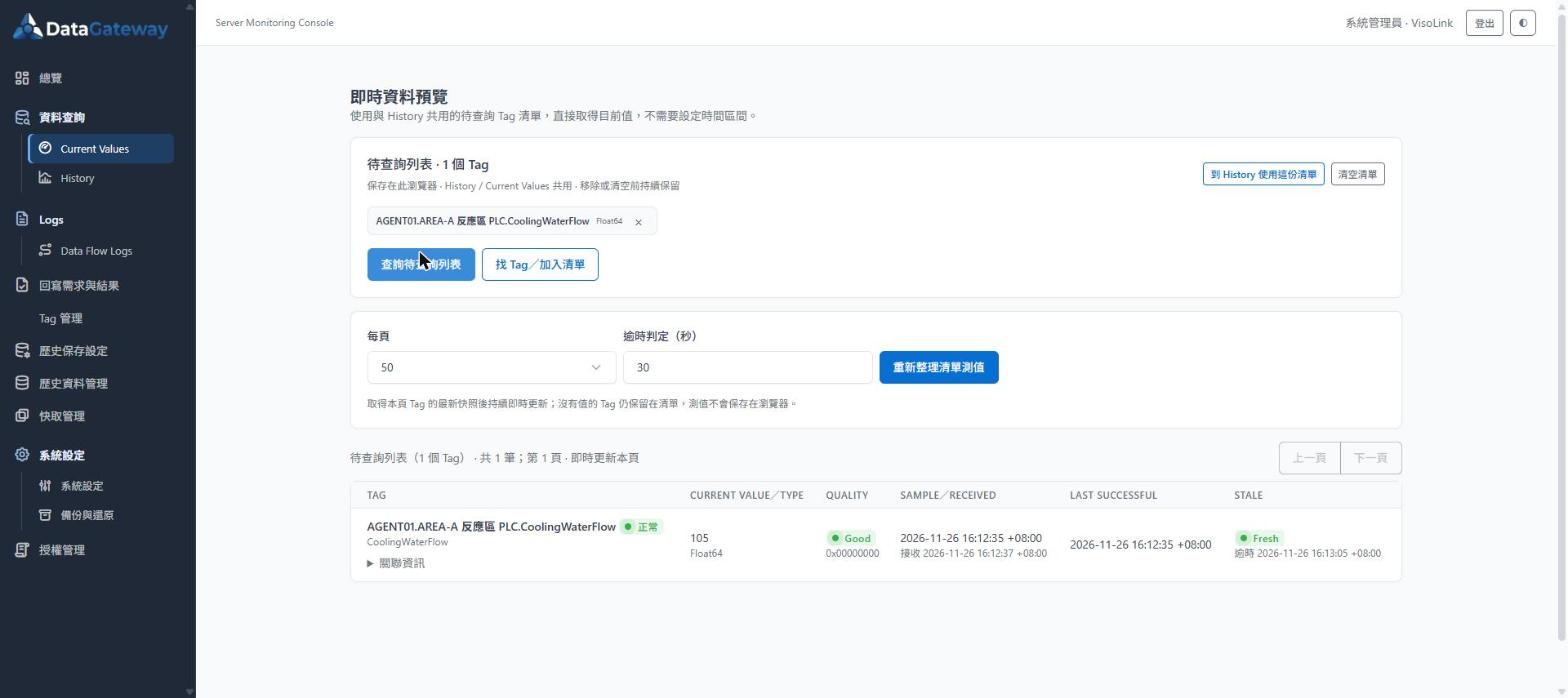 DataGateway
Server Monitoring Console
系統管理員 · VisoLink
登出
總覽
資料查詢
Current Values
History
Logs
Data Flow Logs
回寫需求與結果
Tag 管理
歷史保存設定
歷史資料管理
快取管理
系統設定
系統設定
備份與還原
授權管理
即時資料預覽
使用與 History 共用的待查詢 Tag 清單，直接取得目前值，不需要設定時間區間。
待查詢列表 · 1 個 Tag
保存在此瀏覽器 · History / Current Values 共用 · 移除或清空前持續保留
到 History 使用這份清單
清空清單
AGENT01.AREA-A 反應區 PLC.CoolingWaterFlow Float64 ×
查詢待詢列表
找 Tag／加入清單
每頁
逾時判定（秒）
50
30
重新整理清單測值
取得本頁 Tag 的最新快照後持續即時更新；沒有值的 Tag 仍保留在清單，測值不會保存在瀏覽器。
待查詢列表（1 個 Tag） · 共 1 筆；第 1 頁 · 即時更新本頁
上一頁 下一頁
TAG CURRENT VALUE／TYPE QUALITY SAMPLE/RECEIVED LAST SUCCESSFUL STALE
AGENT01.AREA-A 反應區 PLC.CoolingWaterFlow 正常
CoolingWaterFlow
▶ 關聯資訊
105
Float64
Good
0x00000000
2026-11-26 16:12:35 +08:00
接收 2026-11-26 16:12:37 +08:00
2026-11-26 16:12:35 +08:00
Fresh
逾時 2026-11-26 16:13:05 +08:00